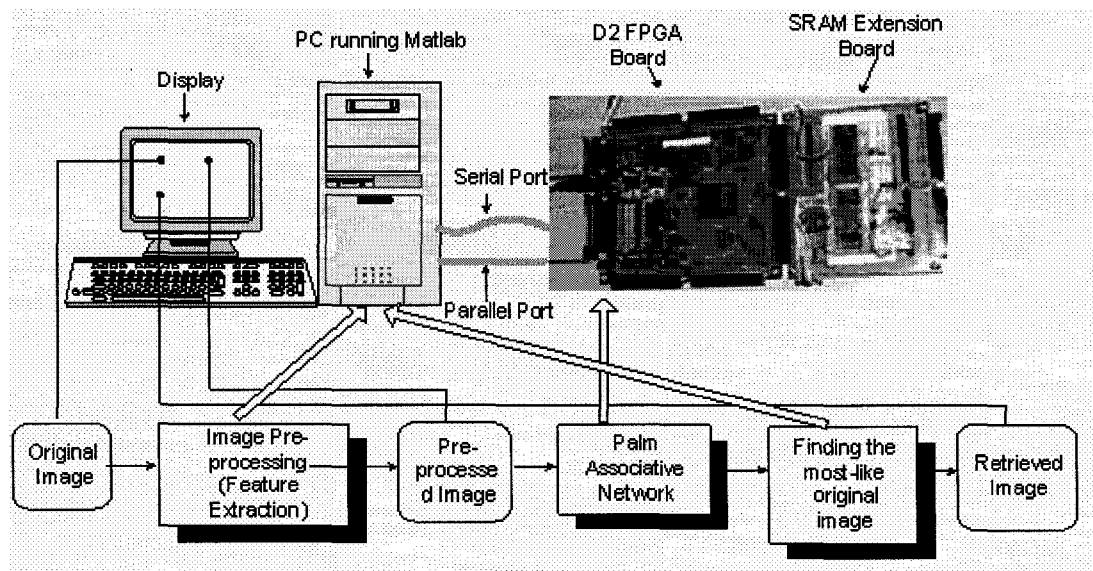 PC running Matlab
D2 FPGA
Board
SRAM Extension
Board
Display
Serial Port
Parallel Port
Original
Image
Image Pre-
processing
(Feature
Extraction)
Pre-
processe
d Image
Palm
Associative
Network
Finding the
most-like
original
image
Retrieved
Image